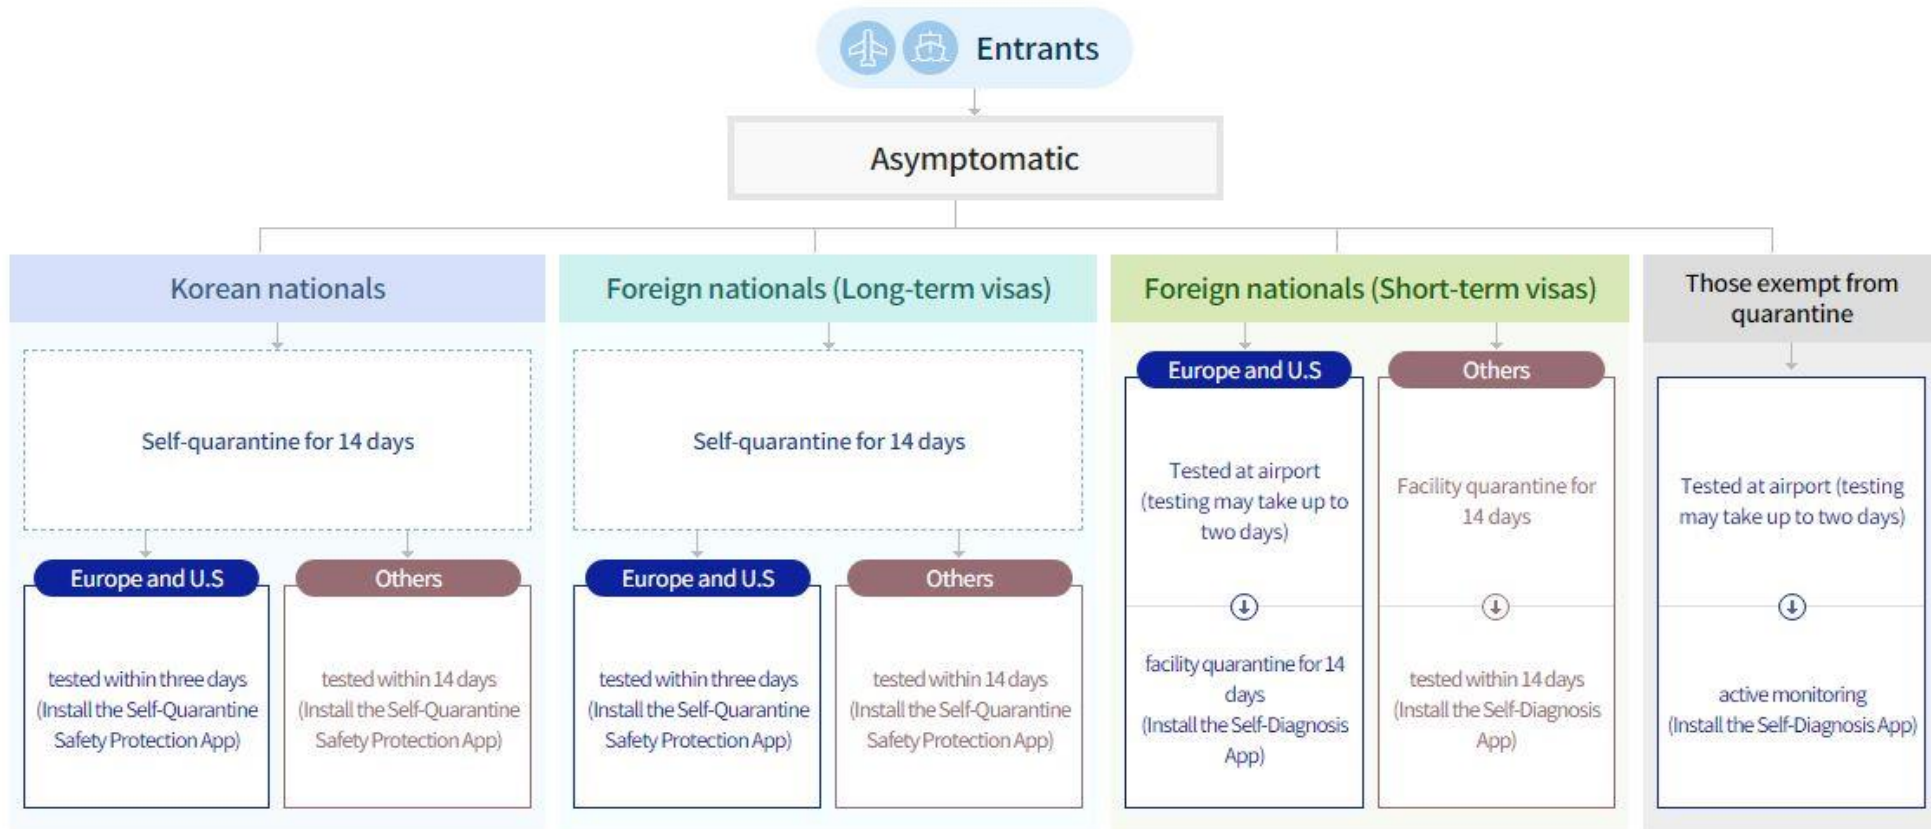 Entrants
Asymptomatic
Korean nationals
Self-quarantine for 14 days
Europe and U.S
tested within three days
(Install the Self-Quarantine
Safety Protection App)
Others
tested within 14 days
(Install the Self-Quarantine
Safety Protection App)
Foreign nationals (Long-term visas)
Self-quarantine for 14 days
Europe and U.S
tested within three days
(Install the Self-Quarantine
Safety Protection App)
Others
tested within 14 days
(Install the Self-Quarantine
Safety Protection App)
Foreign nationals (Short-term visas)
Europe and U.S
Tested at airport
(testing may take up to
two days)
facility quarantine for 14
days
(Install the Self-Diagnosis
App)
Others
Facility quarantine for
14 days
tested within 14 days
(Install the Self-Diagnosis
App)
Those exempt from
quarantine
Tested at airport (testing
may take up to two days)
active monitoring
(Install the Self-Diagnosis App)